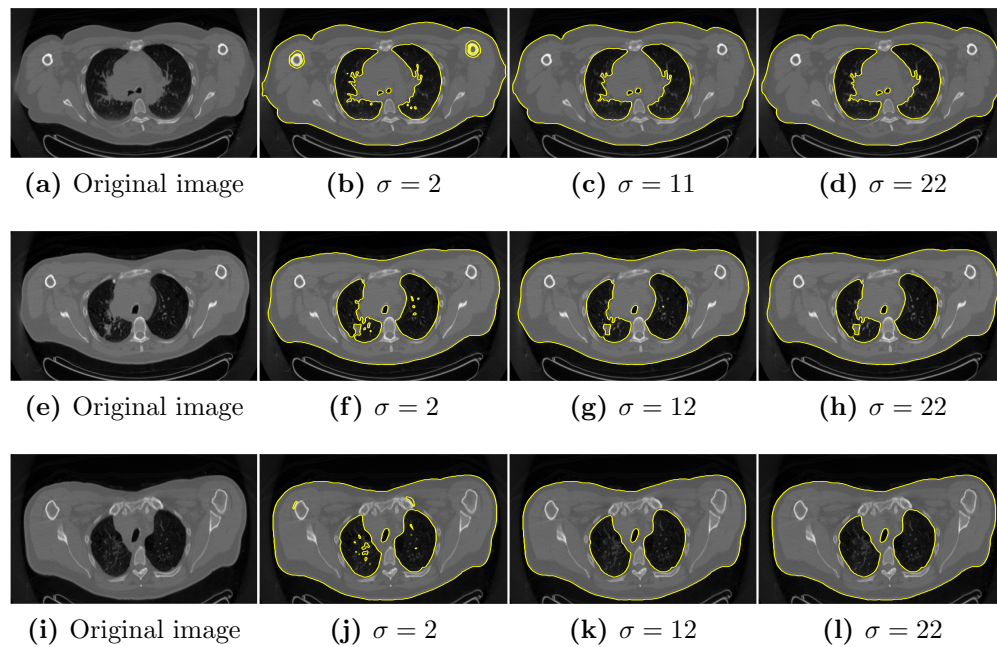 (a) Original image (b) σ = 2 (c) σ = 11 (d) σ = 22
(e) Original image (f) σ = 2 (g) σ = 12 (h) σ = 22
(i) Original image (j) σ = 2 (k) σ = 12 (l) σ = 22